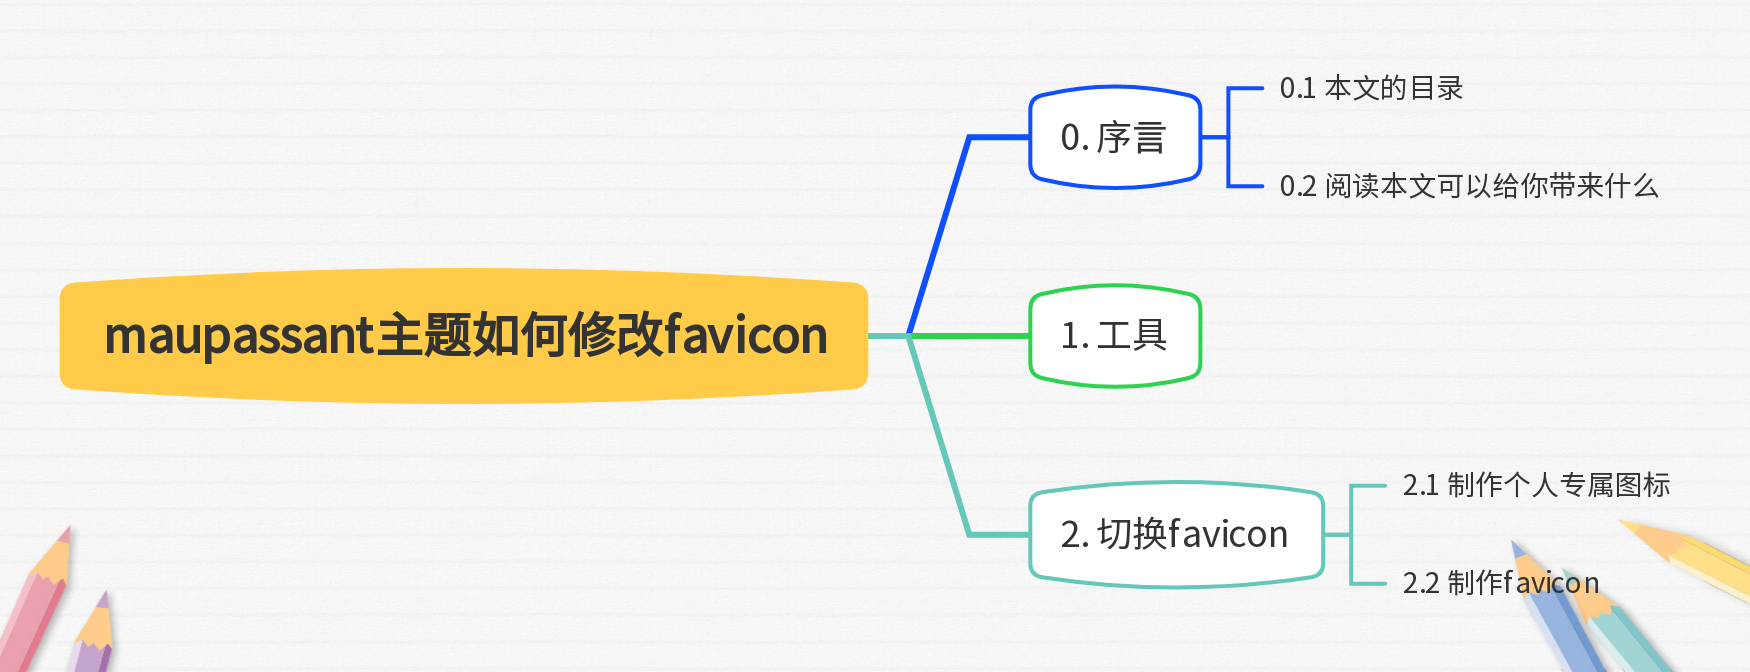 maupassant主题如何修改favicon
0. 序言
0.1 本文的目录
0.2 阅读本文可以给你带来什么
1. 工具
2. 切换favicon
2.1 制作个人专属图标
2.2 制作favicon